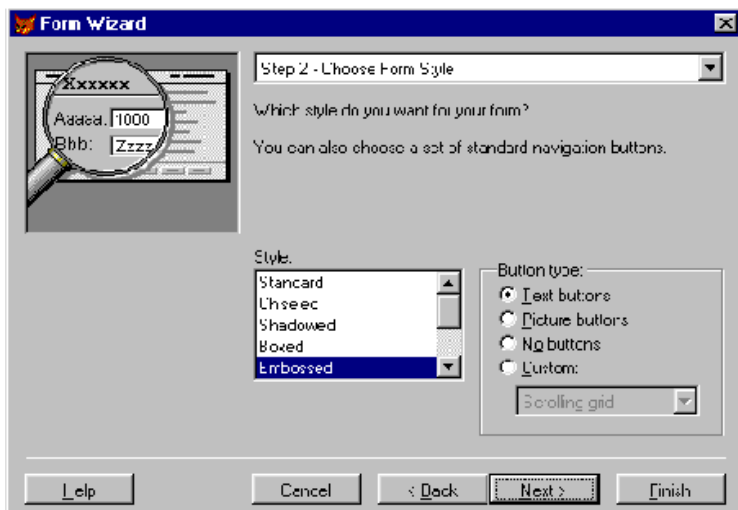 Form Wizard
Xxxxxx
Aaaaa: 1000
Bbb: Zzzz
Step 2 - Choose Form Style
Which style do you want for your form?
You can also choose a set of standard navigation buttons.
Style:
Standard
Chiseled
Shadowed
Boxed
Embossed
Button type:
Text buttons
Picture buttons
No buttons
Custom:
Scrolling grid
Help
Cancel
< Back
Next >
Finish